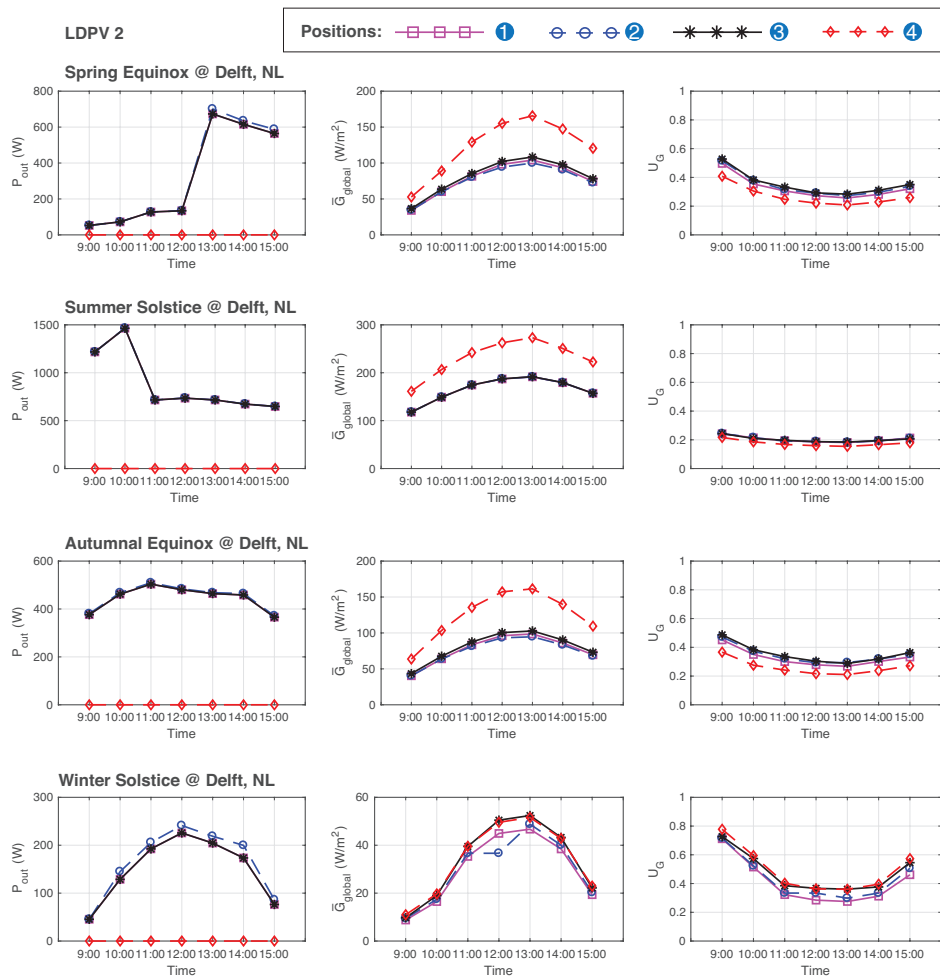 LDPV 2
Positions: 1 2 3 4
Spring Equinox @ Delft, NL
800
600
400
200
0
P_out (W)
9:00 10:00 11:00 12:00 13:00 14:00 15:00
Time
200
150
100
50
0
G̅_global (W/m²)
9:00 10:00 11:00 12:00 13:00 14:00 15:00
Time
1
0.8
0.6
0.4
0.2
0
U_G
9:00 10:00 11:00 12:00 13:00 14:00 15:00
Time
Summer Solstice @ Delft, NL
1500
1000
500
0
P_out (W)
9:00 10:00 11:00 12:00 13:00 14:00 15:00
Time
300
200
100
0
G̅_global (W/m²)
9:00 10:00 11:00 12:00 13:00 14:00 15:00
Time
1
0.8
0.6
0.4
0.2
0
U_G
9:00 10:00 11:00 12:00 13:00 14:00 15:00
Time
Autumnal Equinox @ Delft, NL
600
400
200
0
P_out (W)
9:00 10:00 11:00 12:00 13:00 14:00 15:00
Time
200
150
100
50
0
G̅_global (W/m²)
9:00 10:00 11:00 12:00 13:00 14:00 15:00
Time
1
0.8
0.6
0.4
0.2
0
U_G
9:00 10:00 11:00 12:00 13:00 14:00 15:00
Time
Winter Solstice @ Delft, NL
300
200
100
0
P_out (W)
9:00 10:00 11:00 12:00 13:00 14:00 15:00
Time
60
40
20
0
G̅_global (W/m²)
9:00 10:00 11:00 12:00 13:00 14:00 15:00
Time
1
0.8
0.6
0.4
0.2
0
U_G
9:00 10:00 11:00 12:00 13:00 14:00 15:00
Time